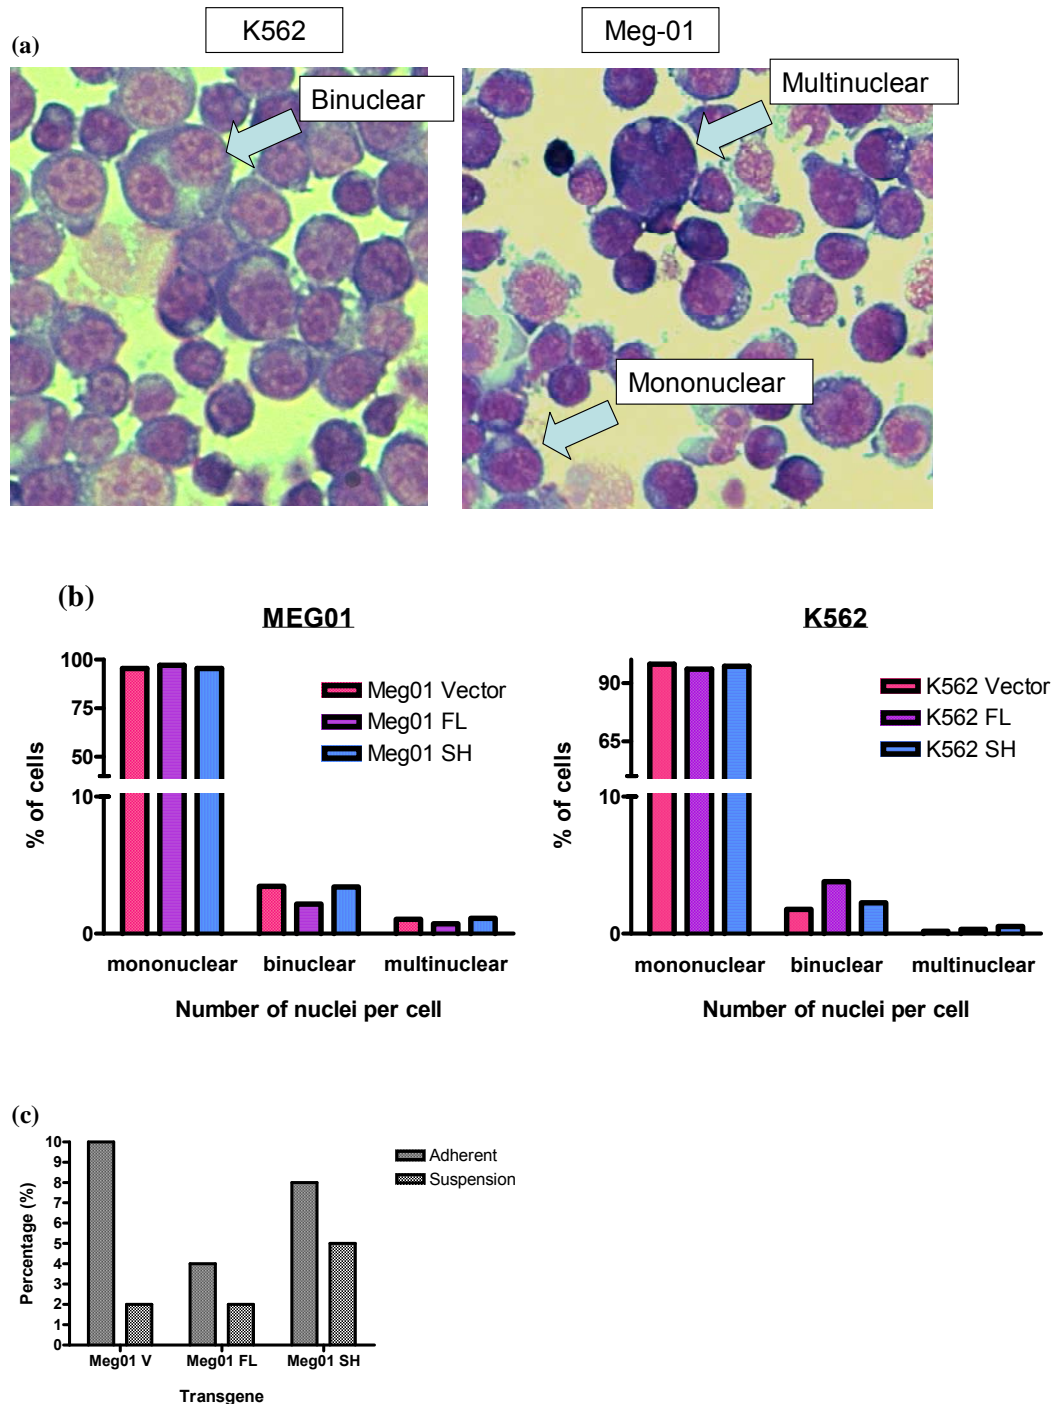 K562
Meg-01
(a)
Binuclear
Multinuclear
Mononuclear
(b)
MEG01
100
75
50
10
0
% of cells
Meg01 Vector
Meg01 FL
Meg01 SH
mononuclear binuclear multinuclear
Number of nuclei per cell
K562
90
65
10
0
% of cells
K562 Vector
K562 FL
K562 SH
mononuclear binuclear multinuclear
Number of nuclei per cell
(c)
10
9
8
7
6
5
4
3
2
1
0
Percentage (%)
Adherent
Suspension
Meg01 V Meg01 FL Meg01 SH
Transgene